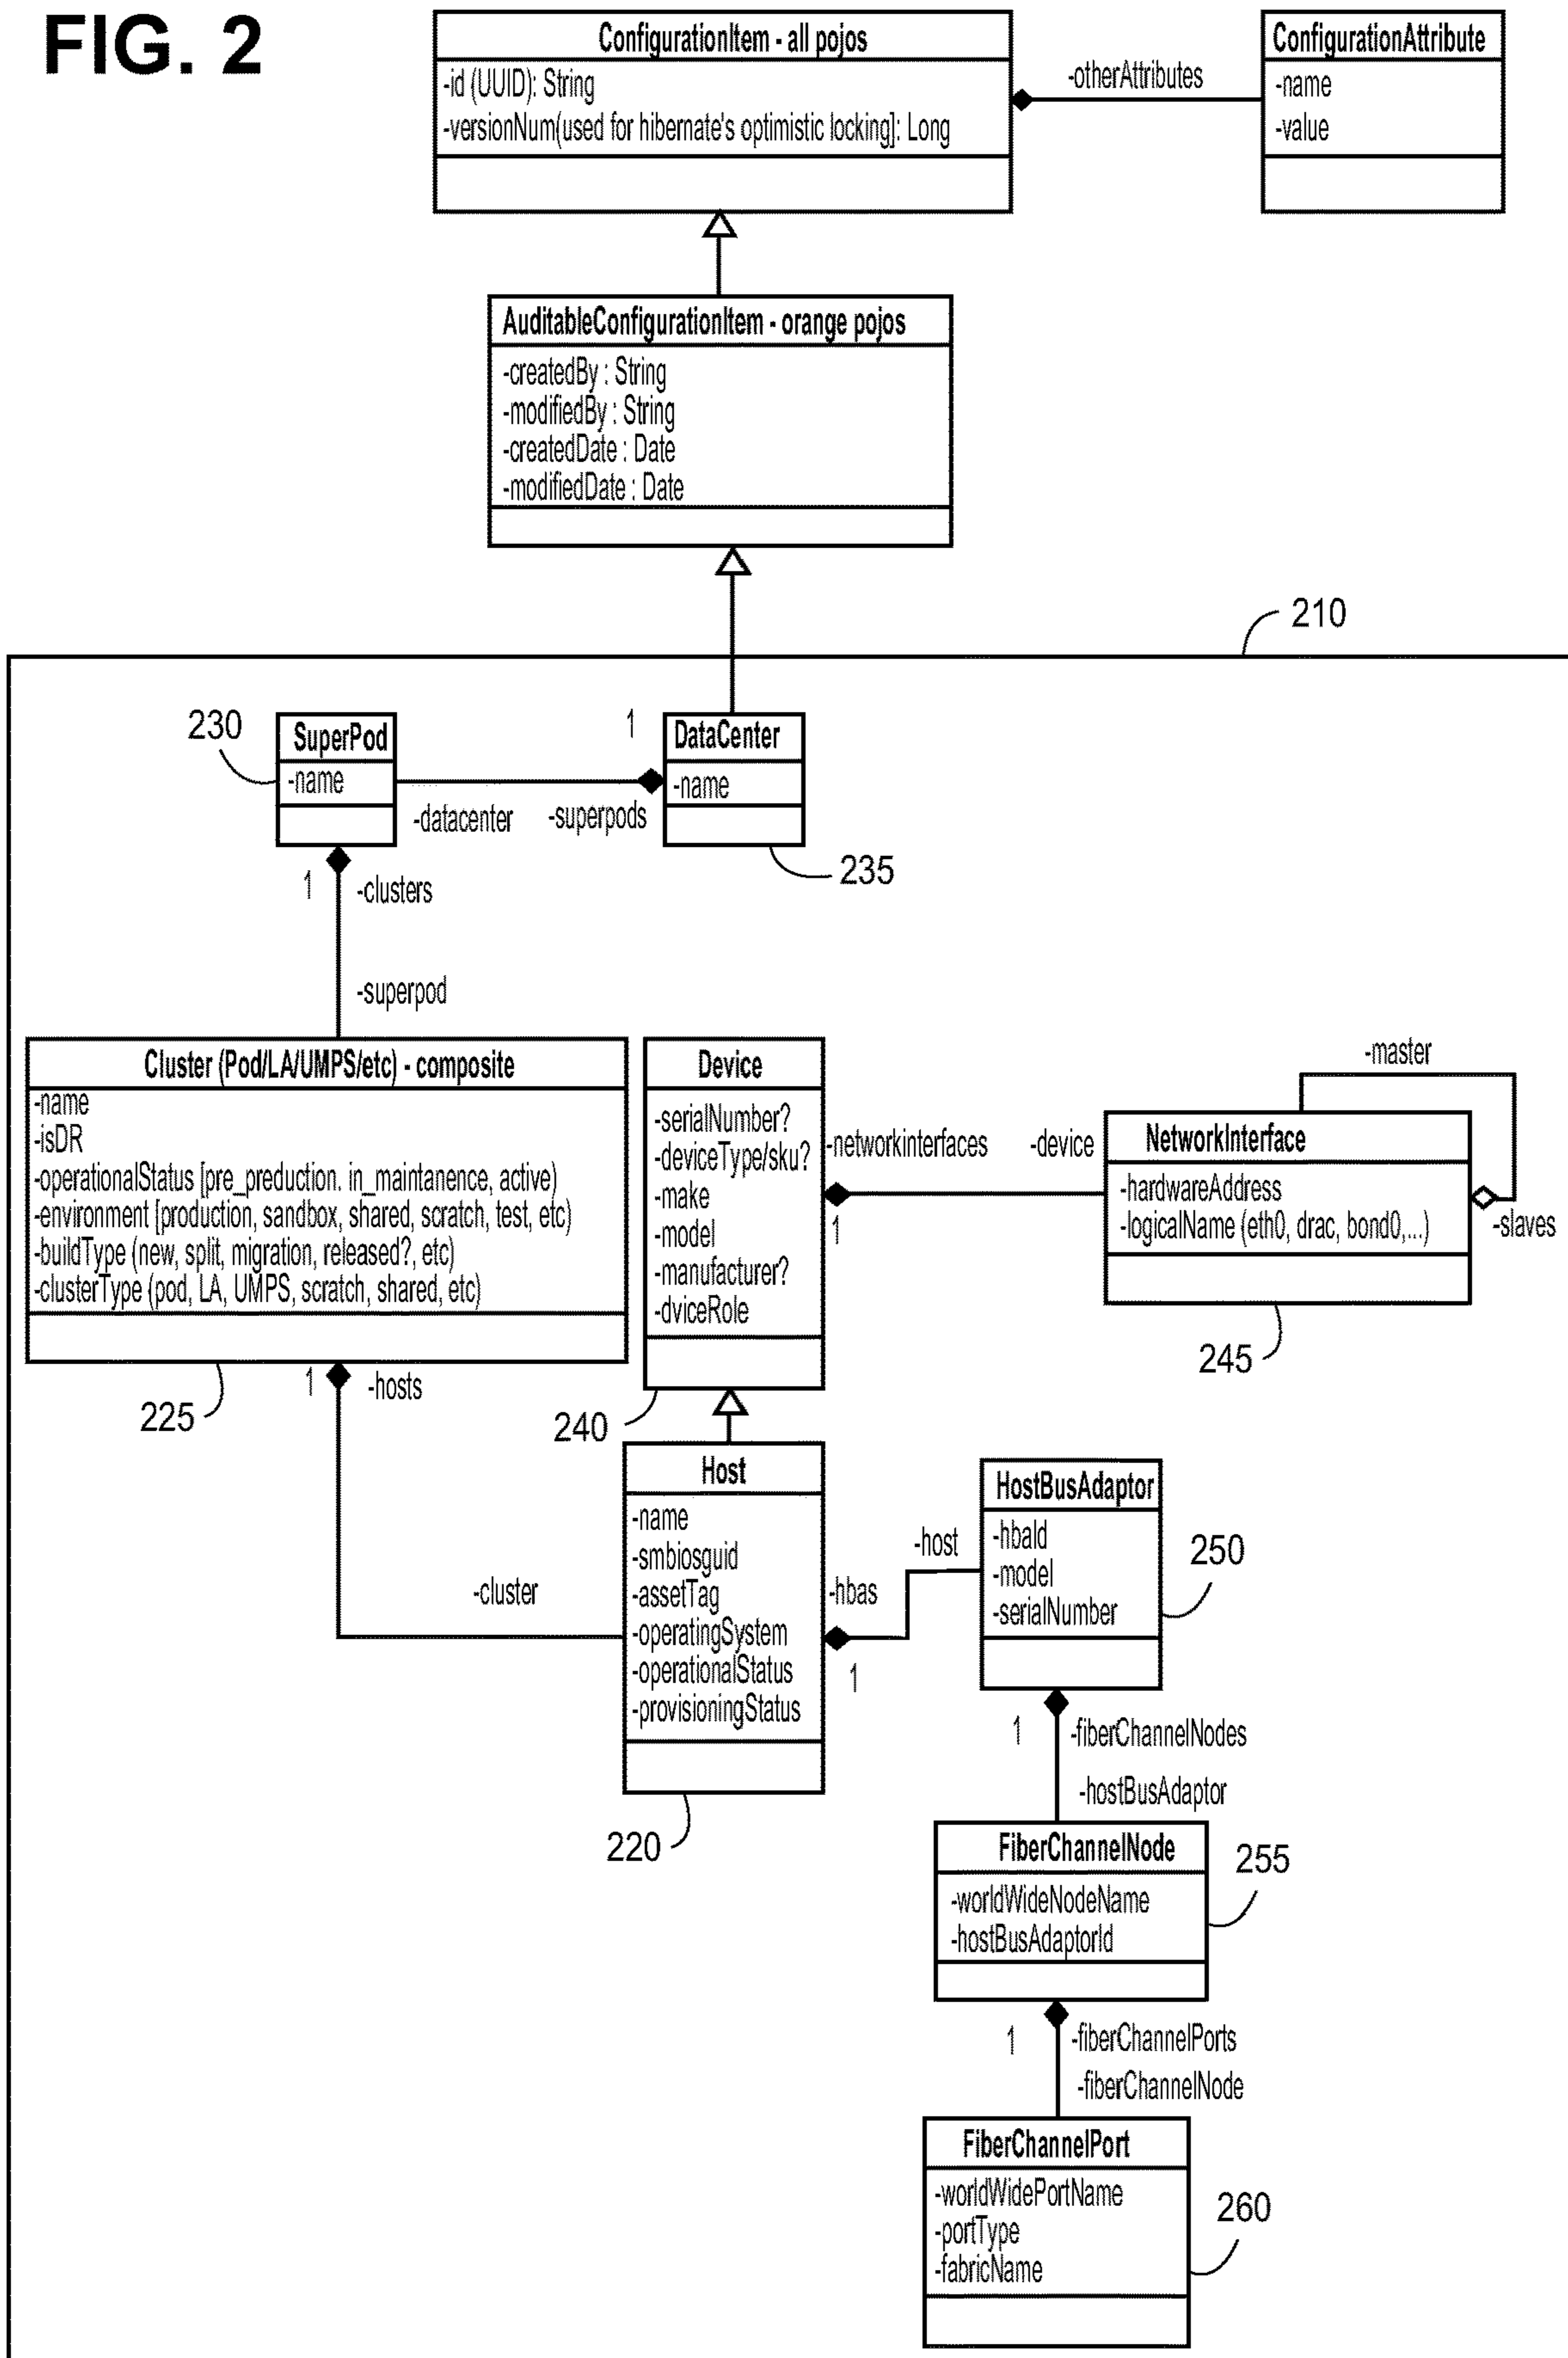 FIG. 2
ConfigurationItem - all pojos
-id (UUID): String
-versionNum(used for hibernate's optimistic locking]: Long
-otherAttributes
ConfigurationAttribute
-name
-value
AuditableConfigurationItem - orange pojos
-createdBy : String
-modifiedBy : String
-createdDate : Date
-modifiedDate : Date
210
230
SuperPod
-name
1
DataCenter
-name
-datacenter
-superpods
235
1
-clusters
-superpod
Cluster (Pod/LA/UMPS/etc) - composite
-name
-isDR
-operationalStatus [pre_preduction. in_maintanence, active)
-environment [production, sandbox, shared, scratch, test, etc)
-buildType (new, split, migration, released?, etc)
-clusterType (pod, LA, UMPS, scratch, shared, etc)
225
1
-hosts
-cluster
Device
-serialNumber?
-deviceType/sku?
-make
-model
-manufacturer?
-dviceRole
240
-networkinterfaces
-device
1
-master
NetworkInterface
-hardwareAddress
-logicalName (eth0, drac, bond0,...)
-slaves
245
Host
-name
-smbiosguid
-assetTag
-operatingSystem
-operationalStatus
-provisioningStatus
220
-hbas
1
-host
HostBusAdaptor
-hbaId
-model
-serialNumber
250
1
-fiberChannelNodes
-hostBusAdaptor
FiberChannelNode
-worldWideNodeName
-hostBusAdaptorId
255
1
-fiberChannelPorts
-fiberChannelNode
FiberChannelPort
-worldWidePortName
-portType
-fabricName
260